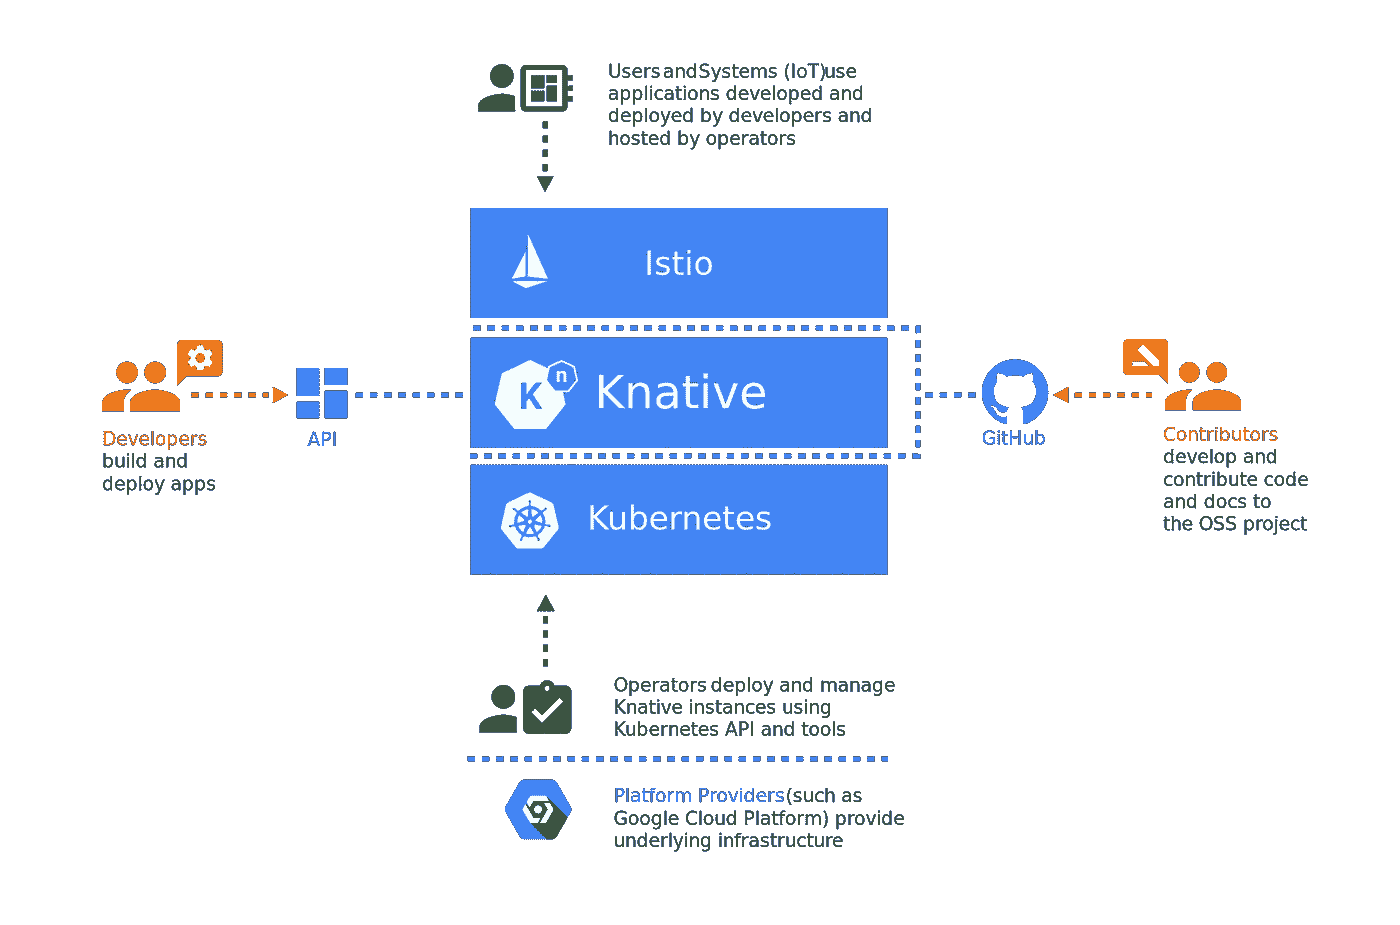 Users and Systems (IoT) use
applications developed and
deployed by developers and
hosted by operators
Istio
K n Knative
Developers
build and
deploy apps
API
GitHub
Contributors
develop and
contribute code
and docs to
the OSS project
Kubernetes
Operators deploy and manage
Knative instances using
Kubernetes API and tools
Platform Providers (such as
Google Cloud Platform) provide
underlying infrastructure